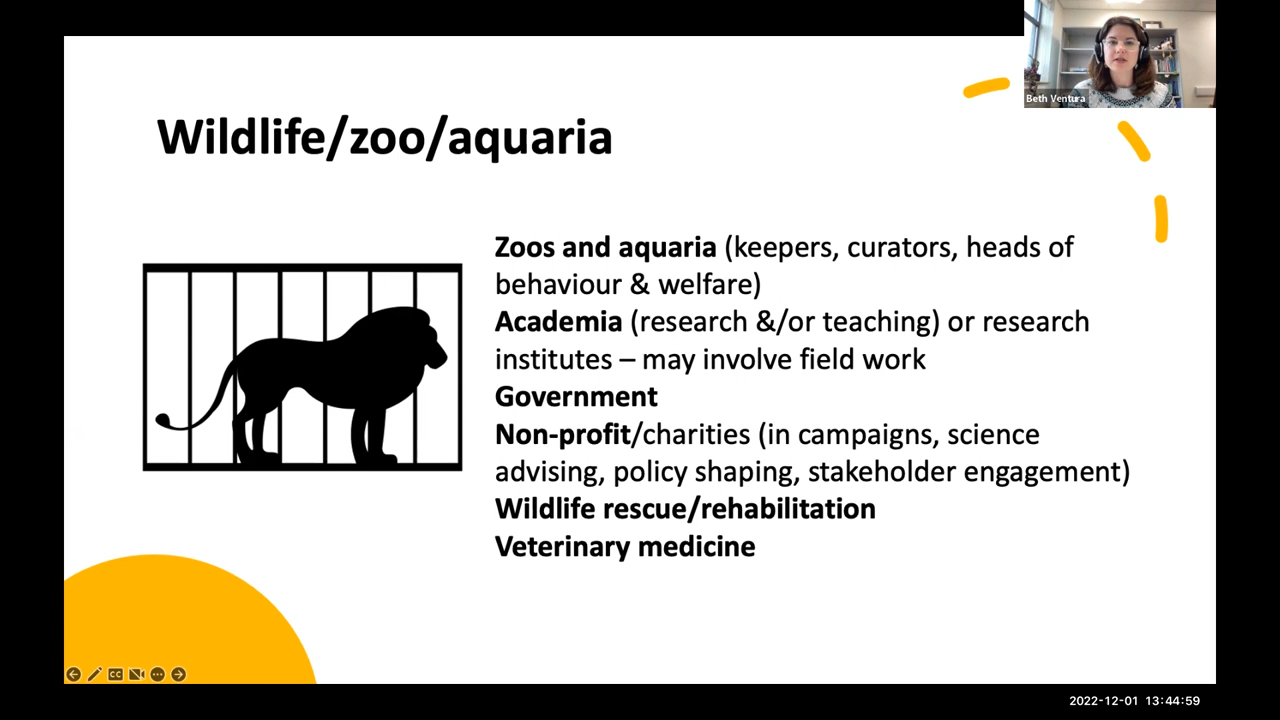 Beth Ventura
Wildlife/zoo/aquaria
Zoos and aquaria (keepers, curators, heads of
behaviour & welfare)
Academia (research &/or teaching) or research
institutes – may involve field work
Government
Non-profit/charities (in campaigns, science
advising, policy shaping, stakeholder engagement)
Wildlife rescue/rehabilitation
Veterinary medicine
CC
2022-12-01 13:44:59